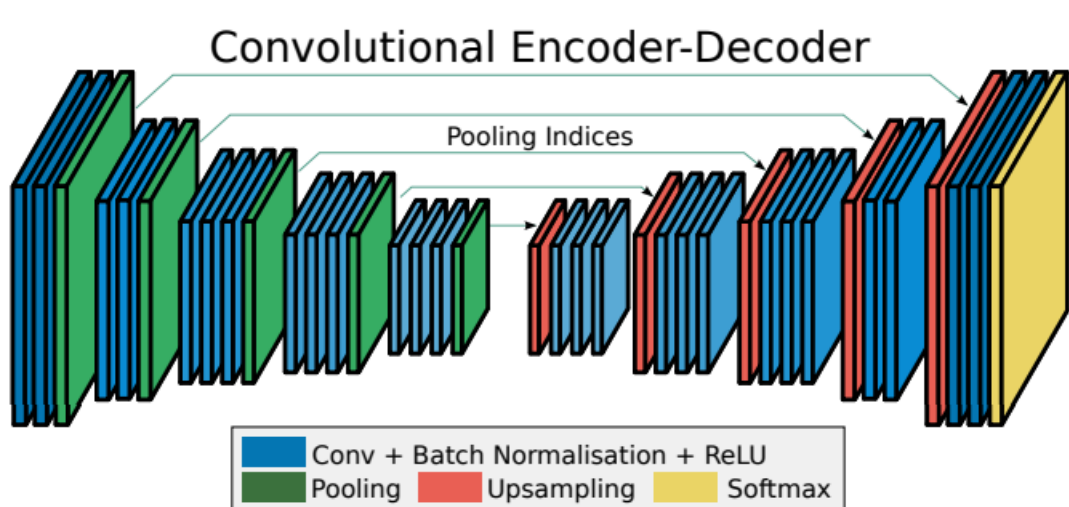 Convolutional Encoder-Decoder
Pooling Indices
Conv + Batch Normalisation + ReLU
Pooling Upsampling Softmax